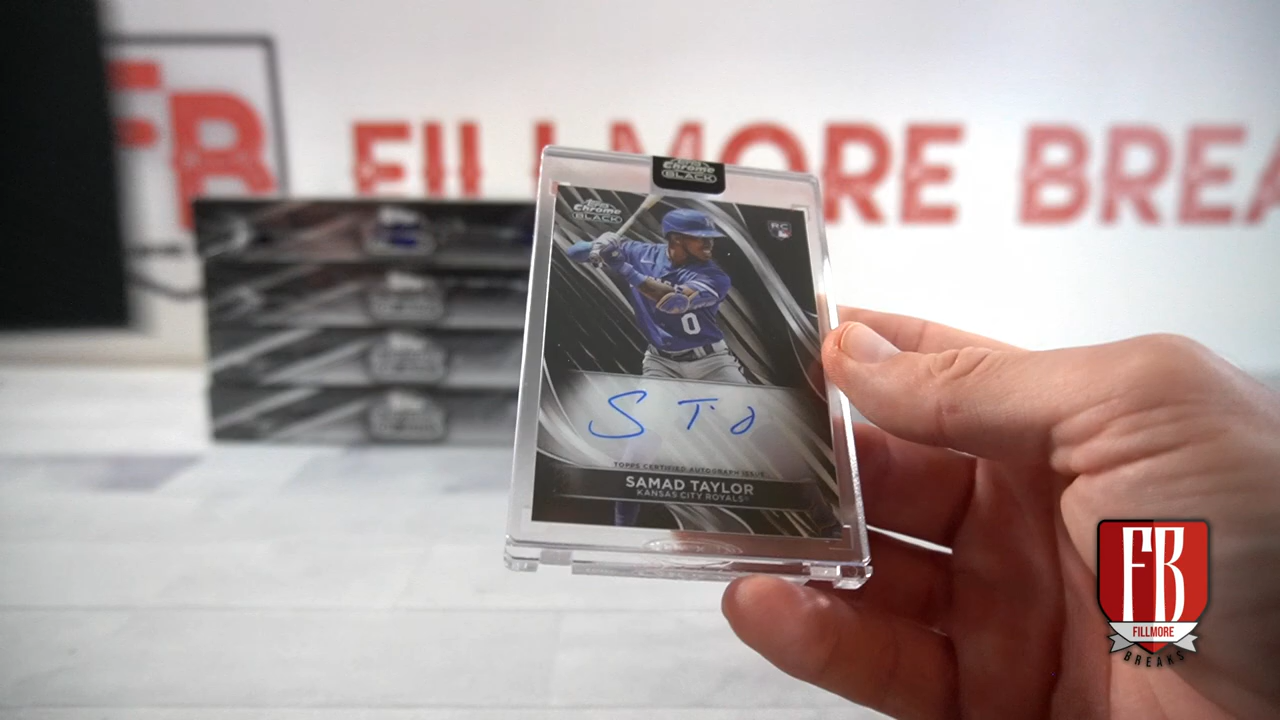 FB
FILLMORE BREA
Topps
Chrome
BLACK
Topps
Chrome
BLACK
RC
0
S T J
TOPPS CERTIFIED AUTOGRAPH ISSUE
SAMAD TAYLOR
KANSAS CITY ROYALS
FB
FILLMORE
BREAKS